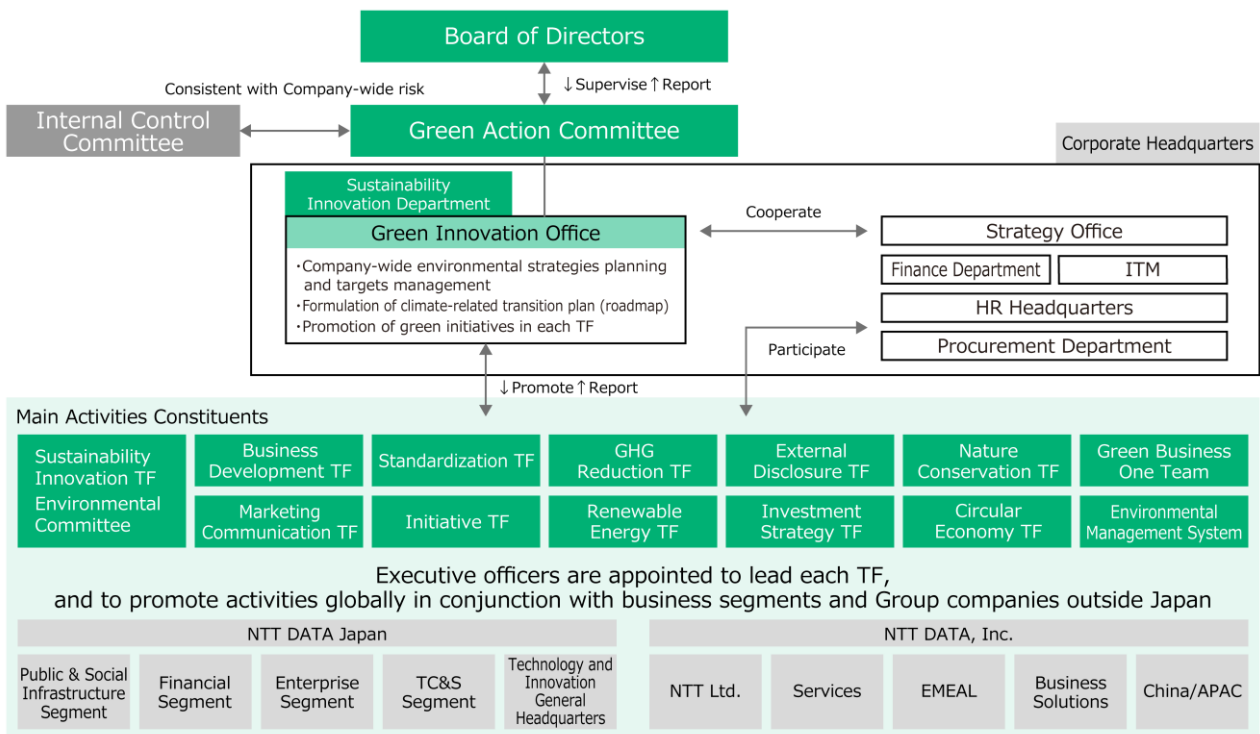 Board of Directors
Consistent with Company-wide risk
↓Supervise↑Report
Internal Control
Committee
Green Action Committee
Corporate Headquarters
Sustainability
Innovation Department
Green Innovation Office
・Company-wide environmental strategies planning
and targets management
・Formulation of climate-related transition plan (roadmap)
・Promotion of green initiatives in each TF
Cooperate
Strategy Office
Finance Department
ITM
HR Headquarters
Procurement Department
Participate
↓Promote↑Report
Main Activities Constituents
Sustainability
Innovation TF
Environmental
Committee
Business
Development TF
Standardization TF
GHG
Reduction TF
External
Disclosure TF
Nature
Conservation TF
Green Business
One Team
Marketing
Communication TF
Initiative TF
Renewable
Energy TF
Investment
Strategy TF
Circular
Economy TF
Environmental
Management System
Executive officers are appointed to lead each TF,
and to promote activities globally in conjunction with business segments and Group companies outside Japan
NTT DATA Japan
Public & Social
Infrastructure
Segment
Financial
Segment
Enterprise
Segment
TC&S
Segment
Technology and
Innovation
General
Headquarters
NTT DATA, Inc.
NTT Ltd.
Services
EMEAL
Business
Solutions
China/APAC